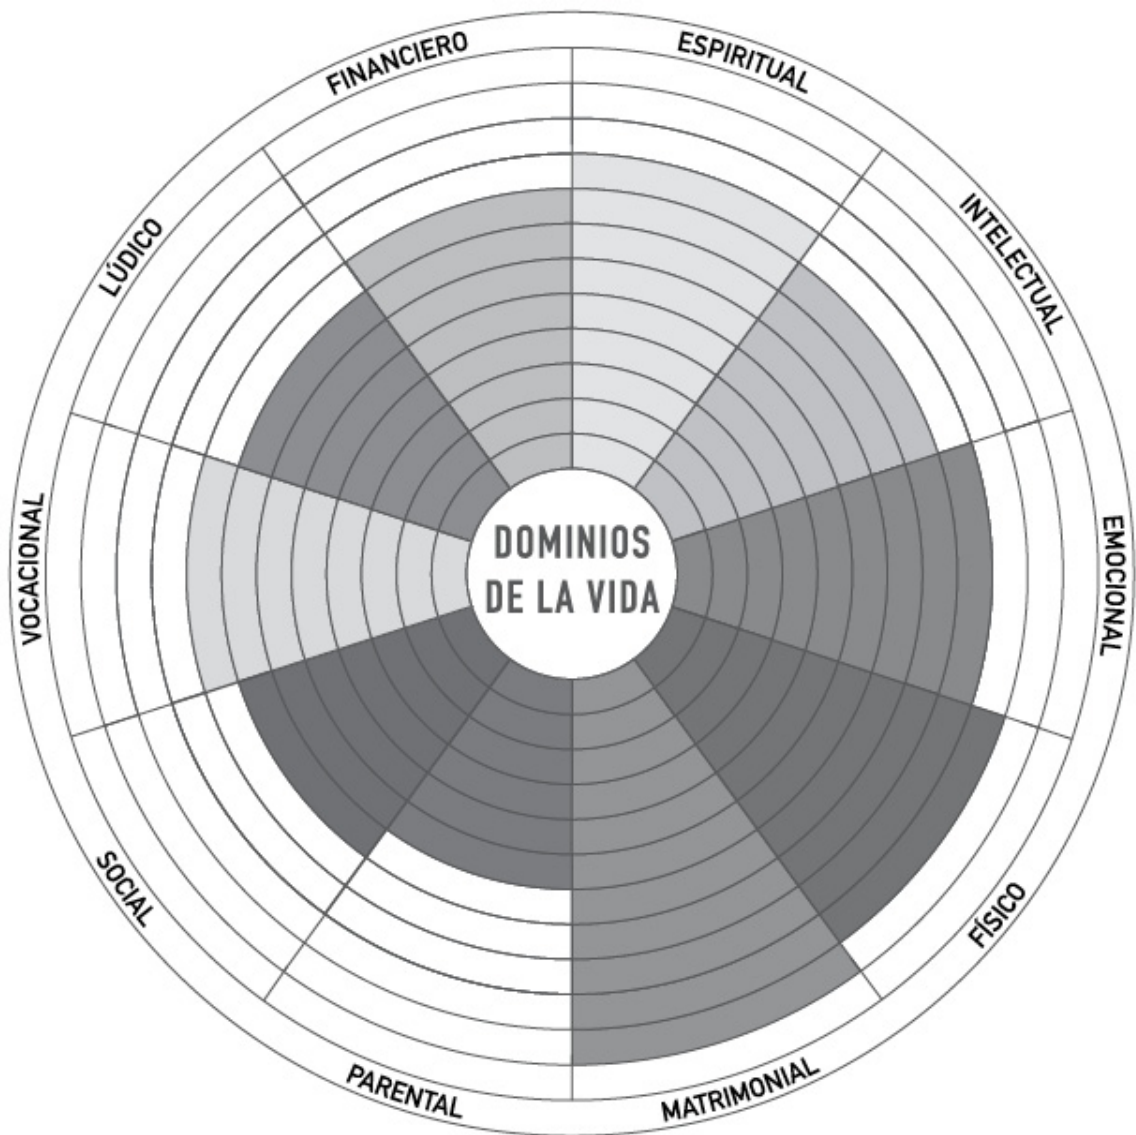 FINANCIERO
ESPIRITUAL
LÚDICO
INTELECTUAL
VOCACIONAL
DOMINIOS
DE LA VIDA
EMOCIONAL
SOCIAL
FÍSICO
PARENTAL
MATRIMONIAL